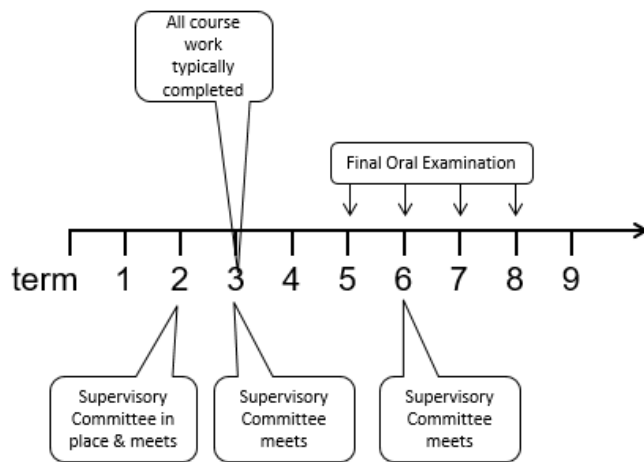 All course
work
typically
completed
Final Oral Examination
term 1 2 3 4 5 6 7 8 9
Supervisory
Committee in
place & meets
Supervisory
Committee
meets
Supervisory
Committee
meets